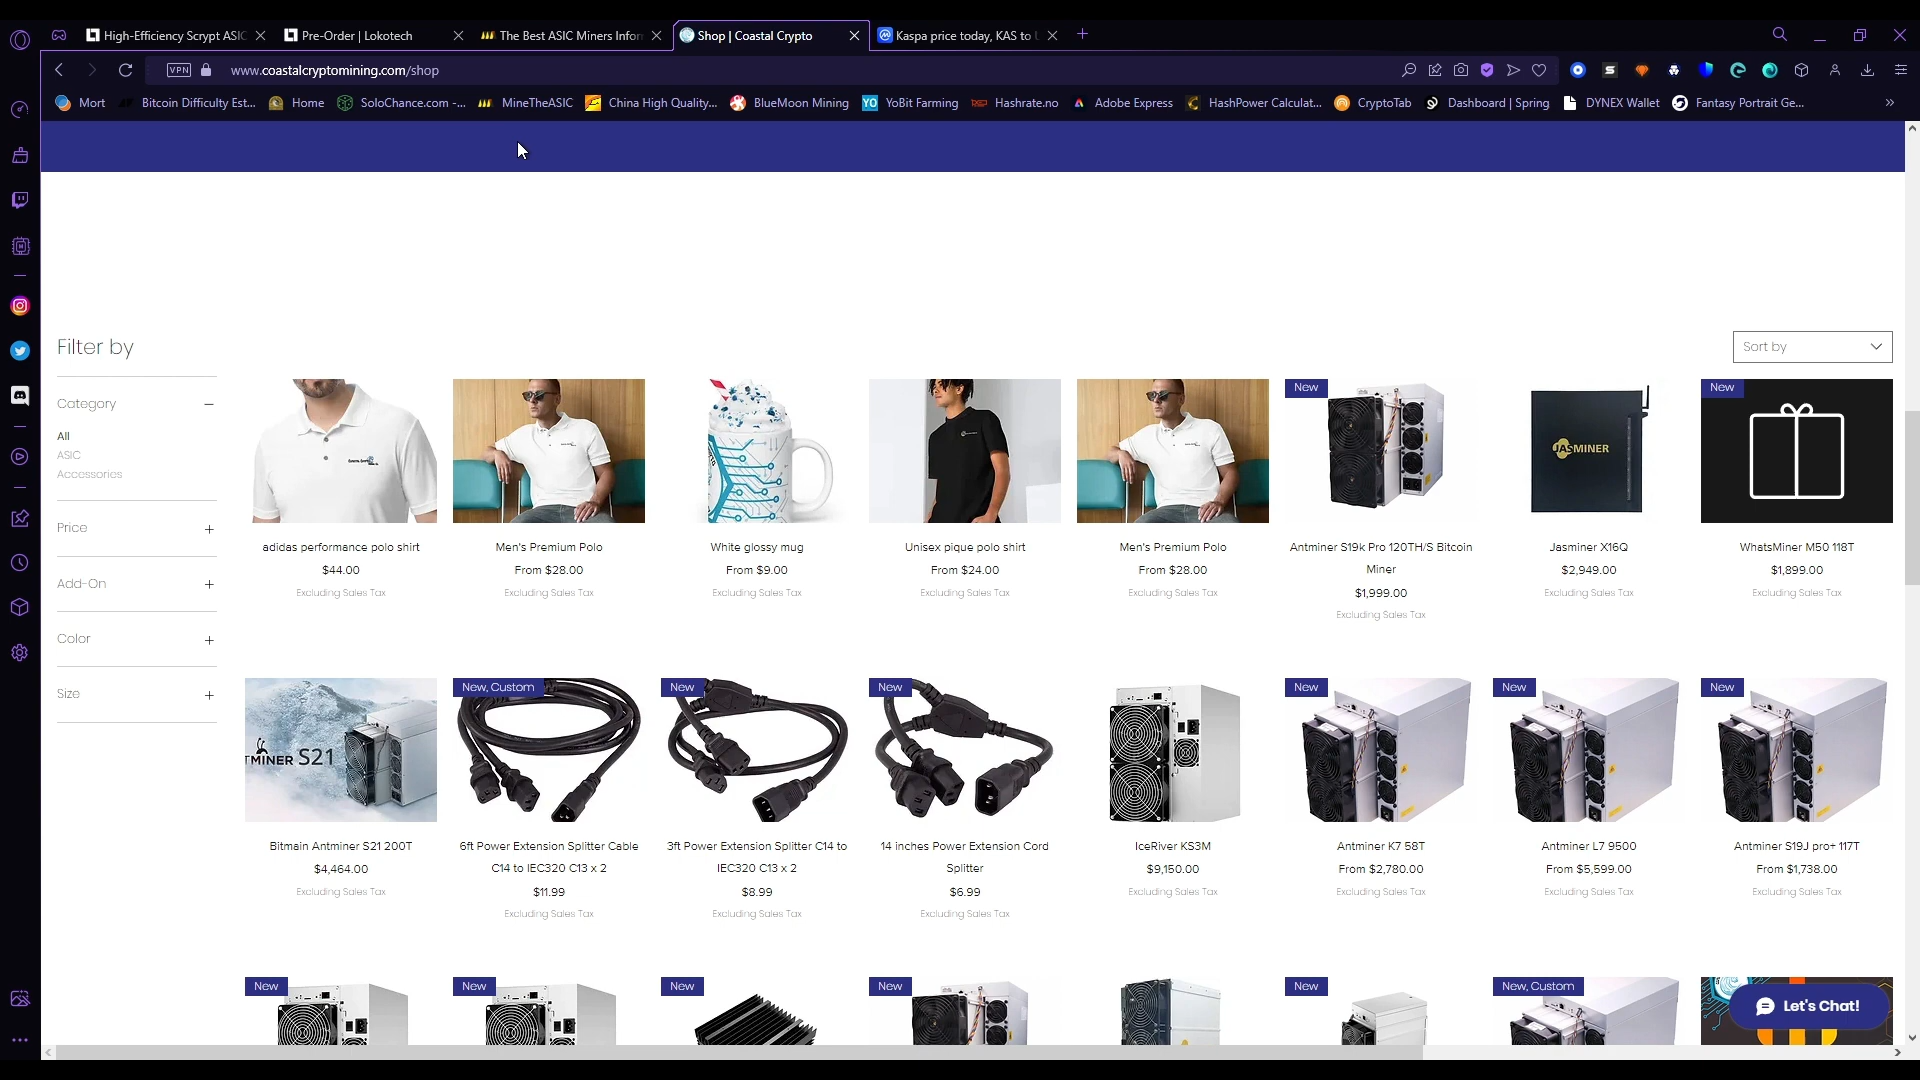 High-Efficiency Scrypt ASIC
Pre-Order | Lokotech
The Best ASIC Miners Infor
Shop | Coastal Crypto
Kaspa price today, KAS to U
VPN
www.coastalcryptomining.com/shop
Mort
Bitcoin Difficulty Est...
Home
SoloChance.com -...
MineTheASIC
China High Quality...
BlueMoon Mining
YO YoBit Farming
Hashrate.no
Adobe Express
HashPower Calculat...
CryptoTab
Dashboard | Spring
DYNEX Wallet
Fantasy Portrait Ge...
Filter by
Sort by
Category
All
ASIC
Accessories
Price
Add-On
Color
Size
adidas performance polo shirt
$44.00
Excluding Sales Tax
Men's Premium Polo
From $28.00
Excluding Sales Tax
White glossy mug
From $9.00
Excluding Sales Tax
Unisex pique polo shirt
From $24.00
Excluding Sales Tax
Men's Premium Polo
From $28.00
Excluding Sales Tax
New
Antminer S19k Pro 120TH/S Bitcoin
Miner
$1,999.00
Excluding Sales Tax
JASMINER
Jasminer X16Q
$2,949.00
Excluding Sales Tax
New
WhatsMiner M50 118T
$1,899.00
Excluding Sales Tax
TMINER S21
Bitmain Antminer S21 200T
$4,464.00
Excluding Sales Tax
New, Custom
6ft Power Extension Splitter Cable
C14 to IEC320 C13 x 2
$11.99
Excluding Sales Tax
New
3ft Power Extension Splitter C14 to
IEC320 C13 x 2
$8.99
Excluding Sales Tax
New
14 inches Power Extension Cord
Splitter
$6.99
Excluding Sales Tax
IceRiver KS3M
$9,150.00
Excluding Sales Tax
New
Antminer K7 58T
From $2,780.00
Excluding Sales Tax
New
Antminer L7 9500
From $5,599.00
Excluding Sales Tax
New
Antminer S19J pro+ 117T
From $1,738.00
Excluding Sales Tax
New
New
New
New
New
New, Custom
Let's Chat!